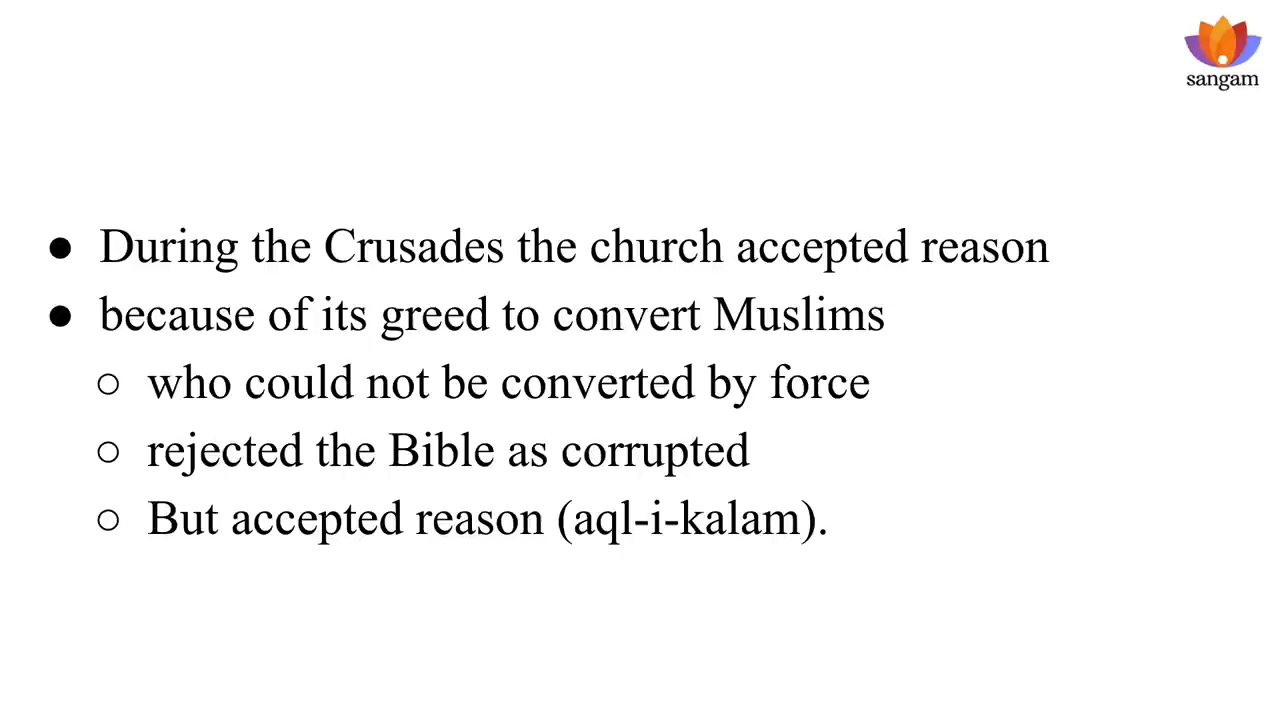 sangam
● During the Crusades the church accepted reason
● because of its greed to convert Muslims
○ who could not be converted by force
○ rejected the Bible as corrupted
○ But accepted reason (aql-i-kalam).